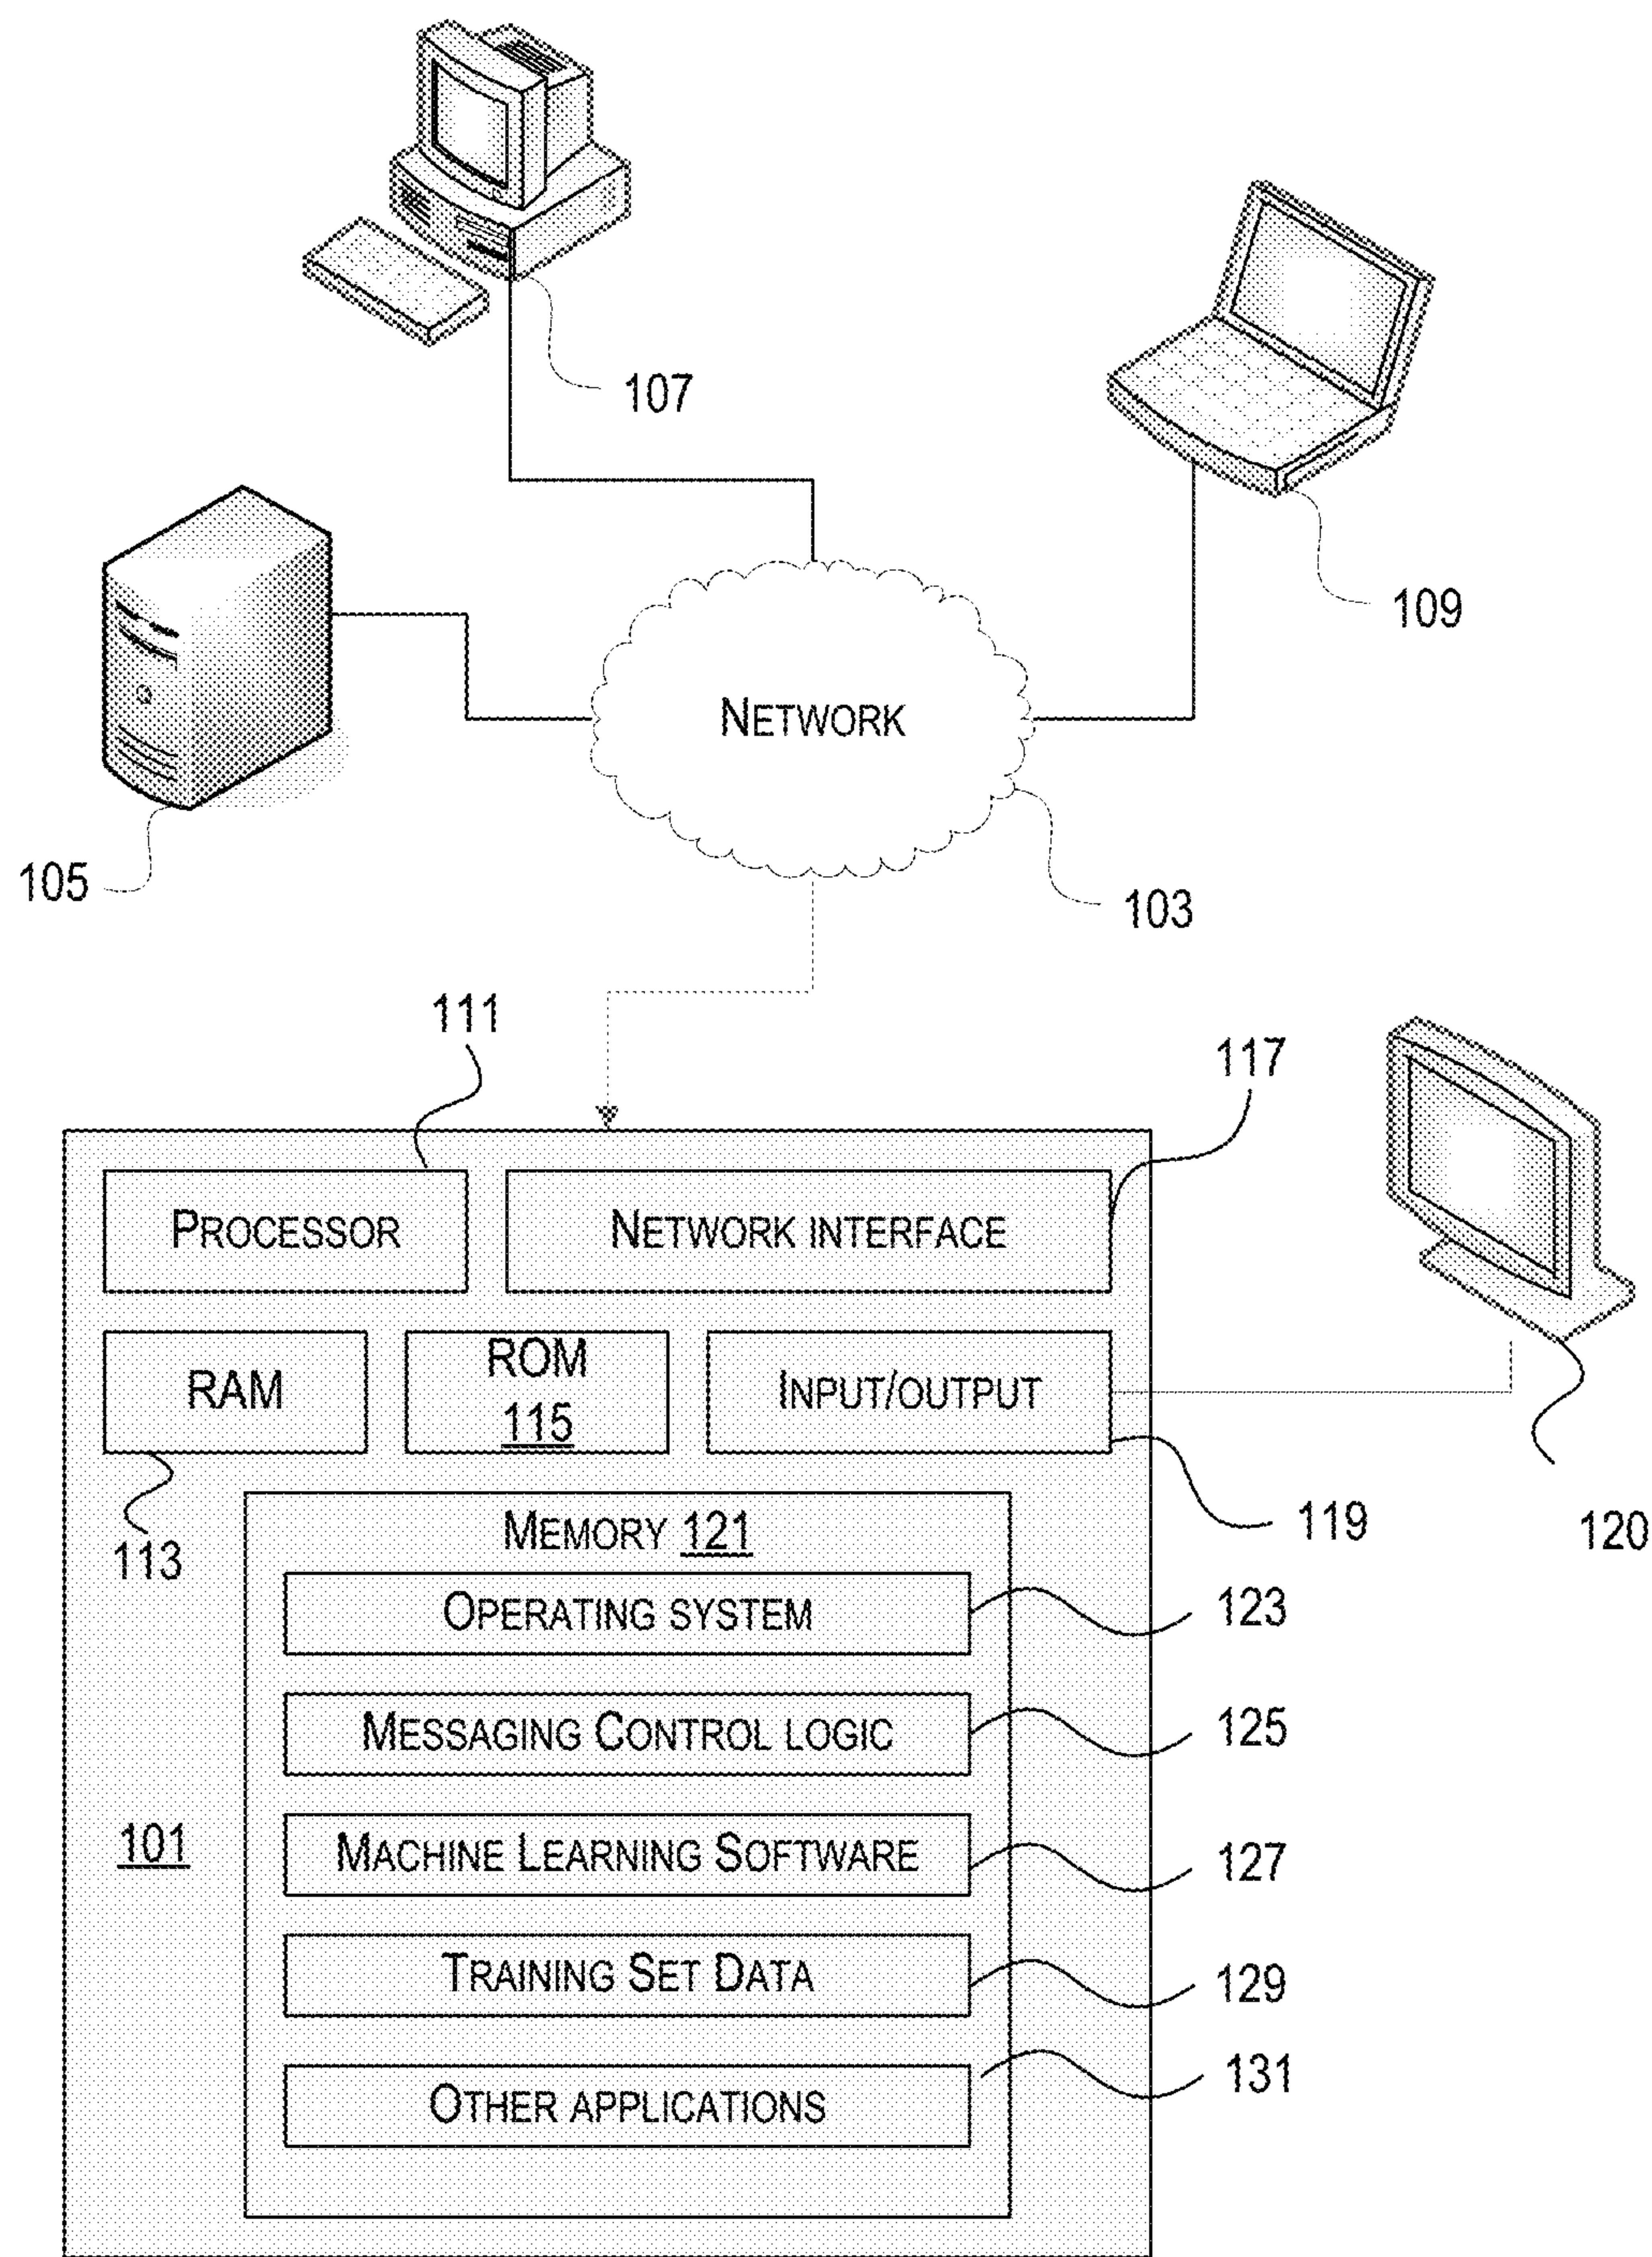 107
109
NETWORK
105
103
111
117
PROCESSOR
NETWORK INTERFACE
RAM
ROM
115
INPUT/OUTPUT
113
119
120
MEMORY 121
OPERATING SYSTEM
123
MESSAGING CONTROL LOGIC
125
101
MACHINE LEARNING SOFTWARE
127
TRAINING SET DATA
129
OTHER APPLICATIONS
131